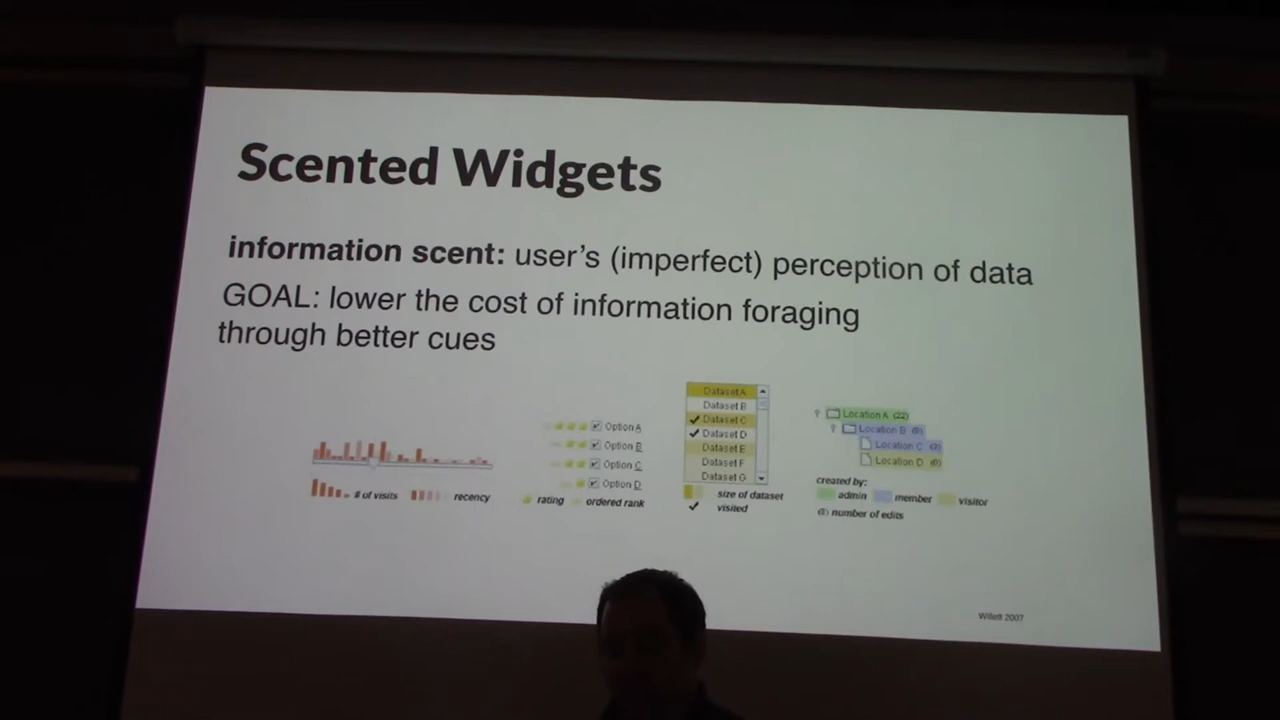 Scented Widgets
information scent: user's (imperfect) perception of data
GOAL: lower the cost of information foraging
through better cues
# of visits
recency
Option A
Option B
Option C
Option D
rating
ordered rank
Dataset A
Dataset B
Dataset C
Dataset D
Dataset E
Dataset F
Dataset G
size of dataset
visited
Location A (22)
Location B
Location C
Location D
created by:
admin
member
visitor
number of edits
Willett 2007